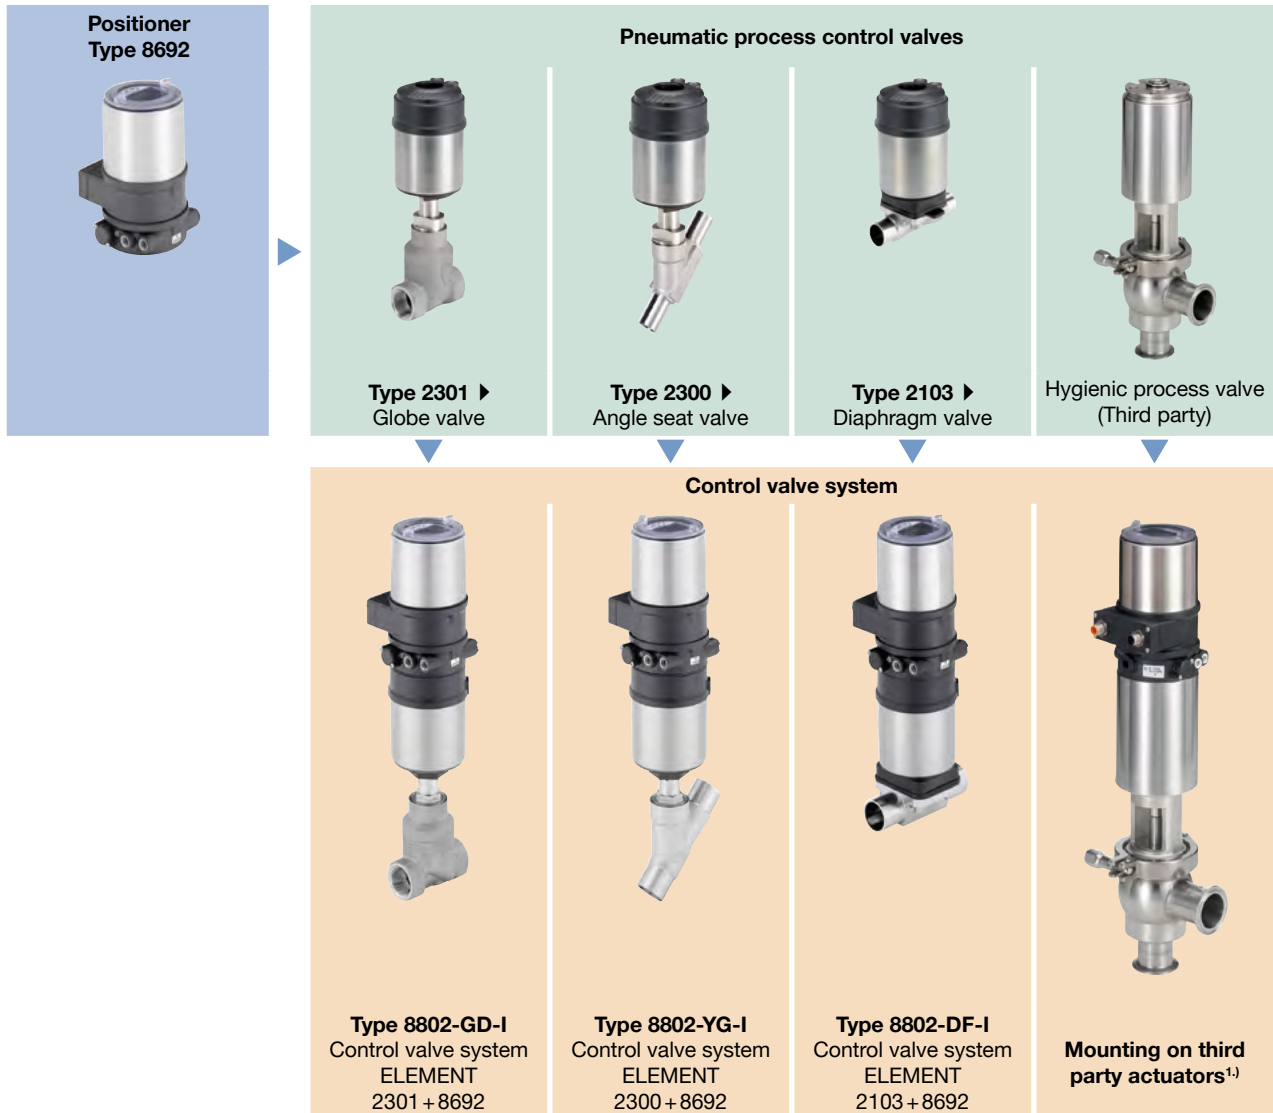 Positioner
Type 8692
Pneumatic process control valves
Type 2301
Globe valve
Type 2300
Angle seat valve
Type 2103
Diaphragm valve
Hygienic process valve
(Third party)
Control valve system
Type 8802-GD-I
Control valve system
ELEMENT
2301 + 8692
Type 8802-YG-I
Control valve system
ELEMENT
2300 + 8692
Type 8802-DF-I
Control valve system
ELEMENT
2103 + 8692
Mounting on third
party actuators1.)